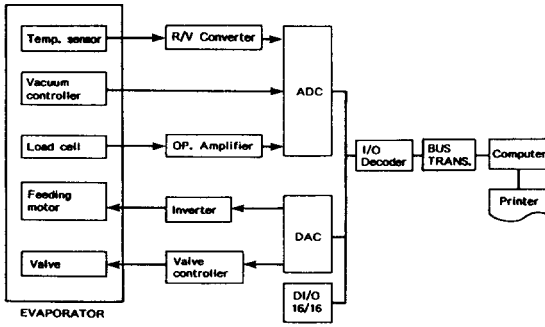 Temp. sensor
R/V Converter
ADC
Vacuum
controller
Load cell
OP. Amplifier
I/O
Decoder
BUS
TRANS.
Computer
Printer
Feeding
motor
Inverter
DAC
Valve
Valve
controller
DI/O
16/16
EVAPORATOR